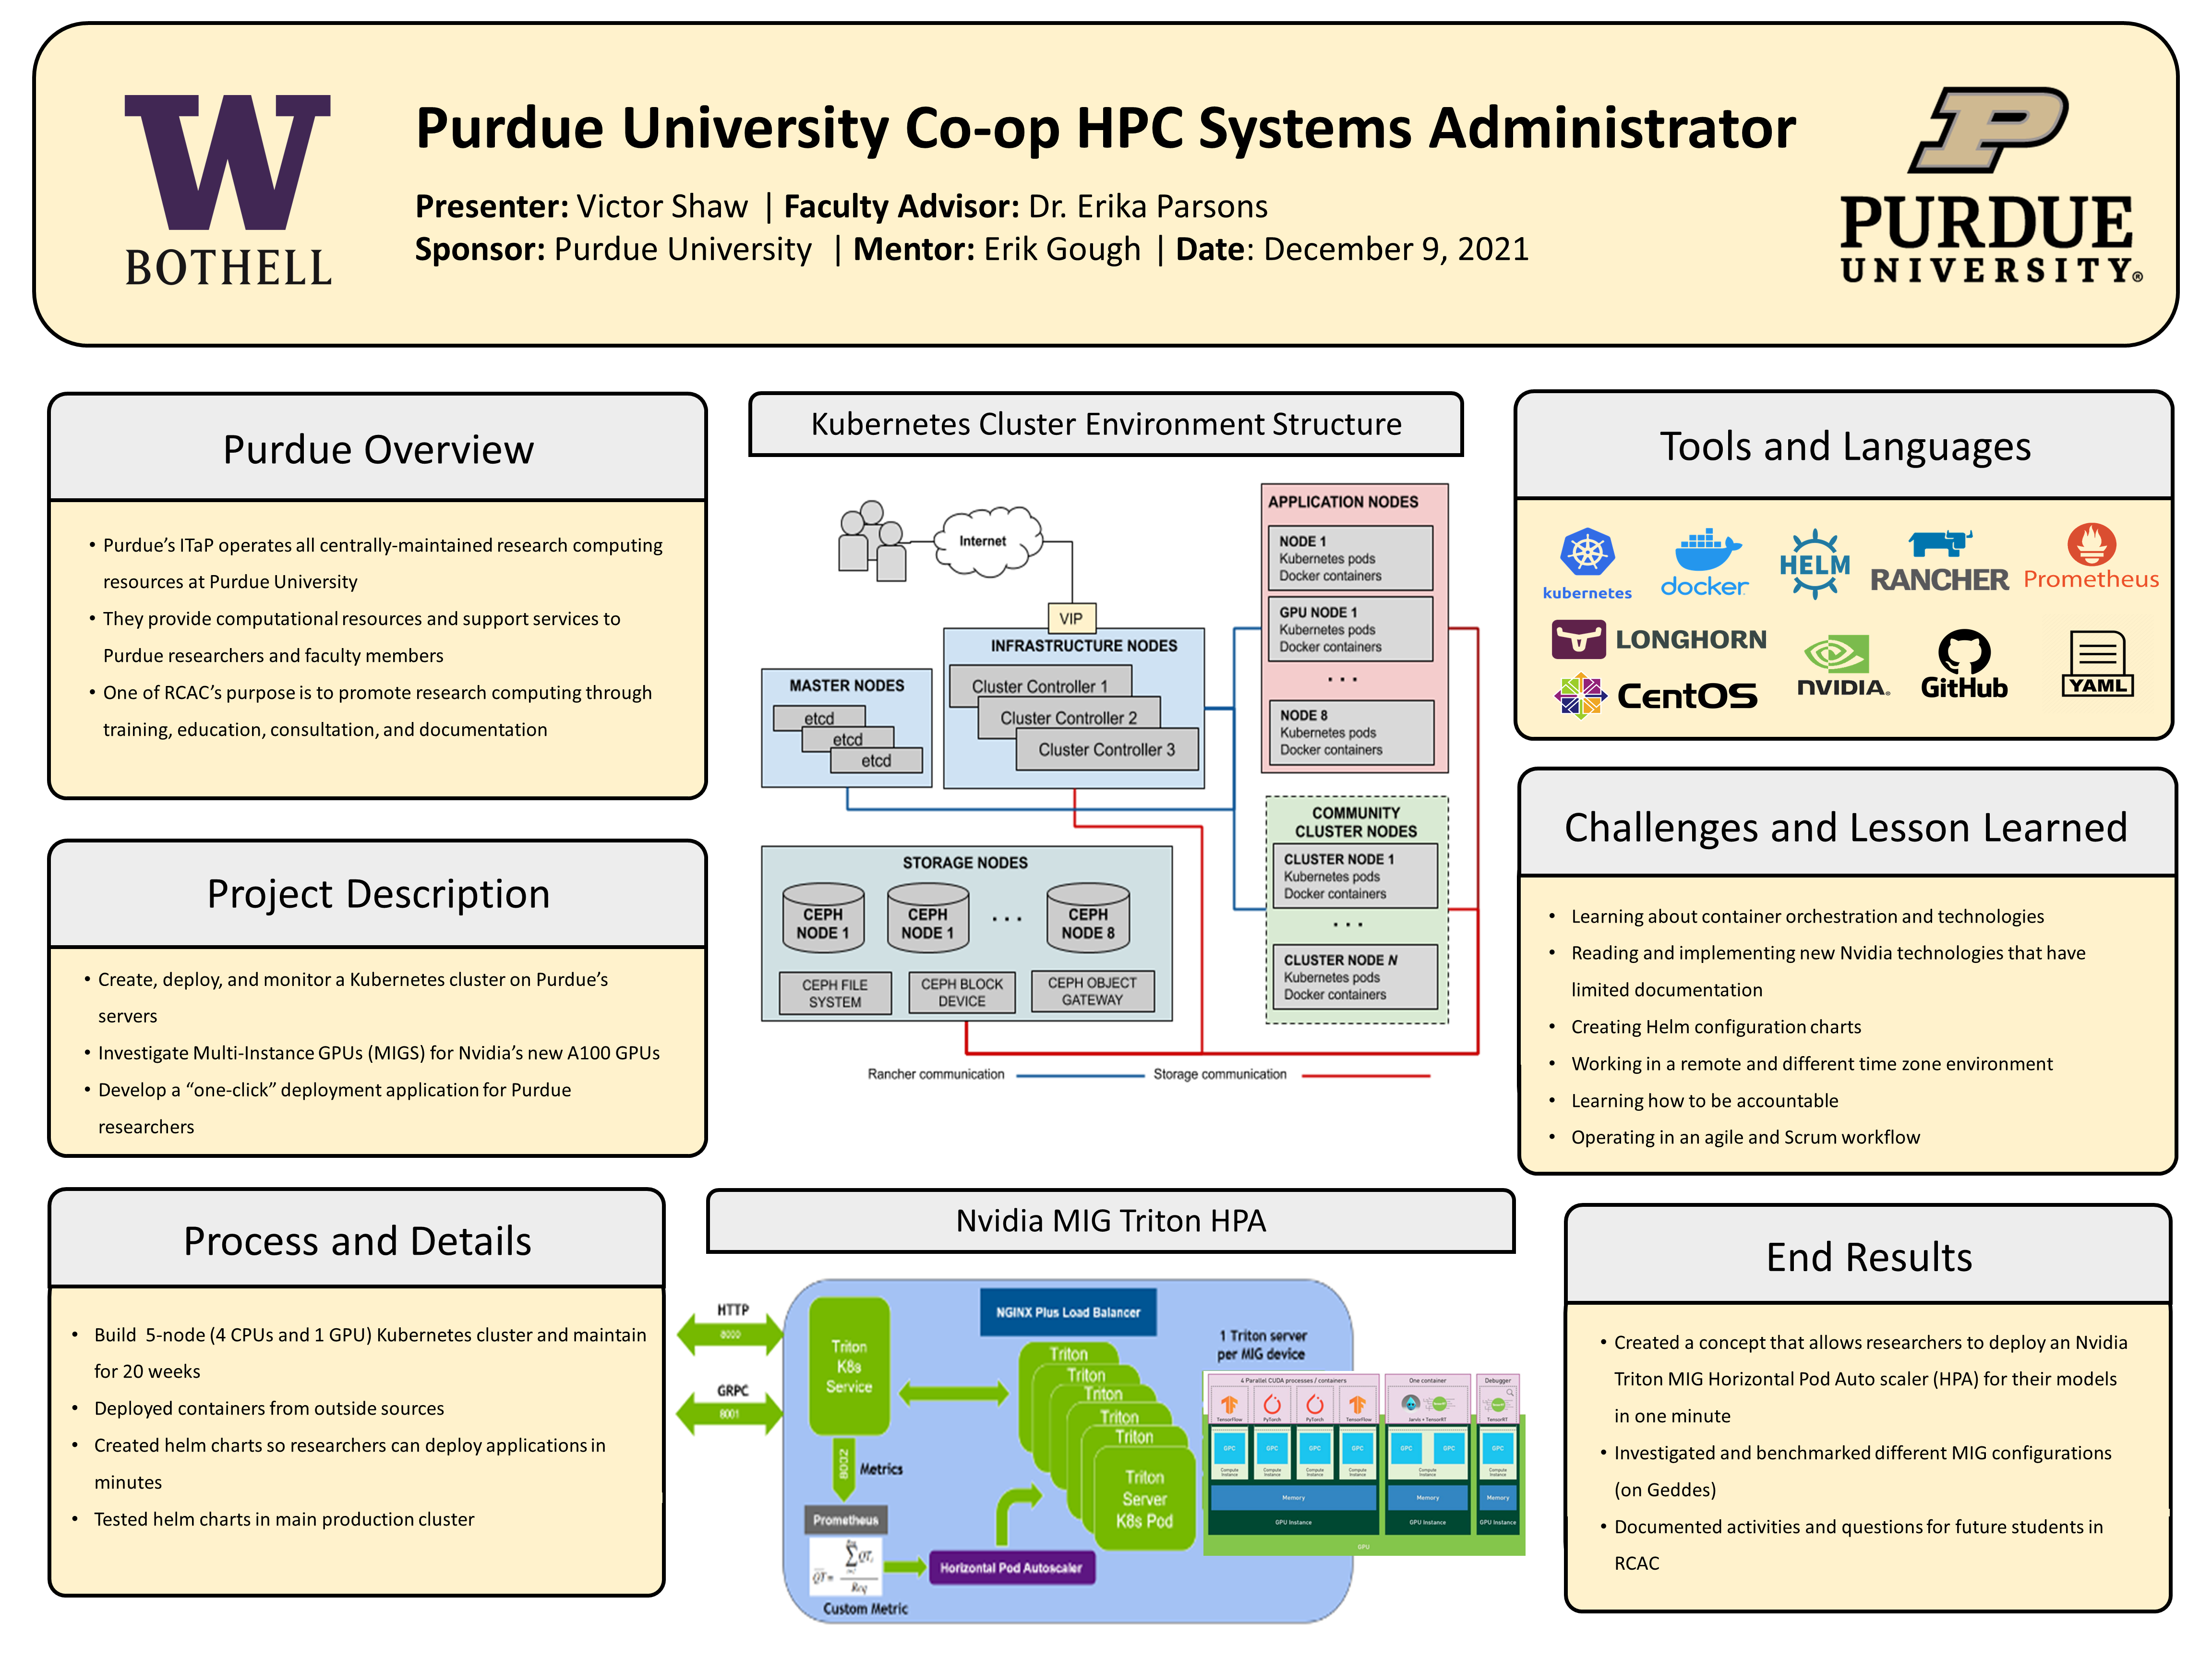 W
BOTHELL
Purdue University Co-op HPC Systems Administrator
Presenter: Victor Shaw | Faculty Advisor: Dr. Erika Parsons
Sponsor: Purdue University | Mentor: Erik Gough | Date: December 9, 2021
P
PURDUE
UNIVERSITY®
Purdue Overview
• Purdue's ITaP operates all centrally-maintained research computing
resources at Purdue University
• They provide computational resources and support services to
Purdue researchers and faculty members
• One of RCAC's purpose is to promote research computing through
training, education, consultation, and documentation
Project Description
• Create, deploy, and monitor a Kubernetes cluster on Purdue's
servers
• Investigate Multi-Instance GPUs (MIGS) for Nvidia's new A100 GPUs
• Develop a "one-click" deployment application for Purdue
researchers
Process and Details
• Build 5-node (4 CPUs and 1 GPU) Kubernetes cluster and maintain
for 20 weeks
• Deployed containers from outside sources
• Created helm charts so researchers can deploy applications in
minutes
• Tested helm charts in main production cluster
Kubernetes Cluster Environment Structure
Internet
VIP
MASTER NODES
etcd
etcd
etcd
INFRASTRUCTURE NODES
Cluster Controller 1
Cluster Controller 2
Cluster Controller 3
APPLICATION NODES
NODE 1
Kubernetes pods
Docker containers
GPU NODE 1
Kubernetes pods
Docker containers
...
NODE 8
Kubernetes pods
Docker containers
COMMUNITY
CLUSTER NODES
CLUSTER NODE 1
Kubernetes pods
Docker containers
...
CLUSTER NODE N
Kubernetes pods
Docker containers
STORAGE NODES
CEPH
NODE 1
CEPH
NODE 1
...
CEPH
NODE 8
CEPH FILE
SYSTEM
CEPH BLOCK
DEVICE
CEPH OBJECT
GATEWAY
Rancher communication
Storage communication
Nvidia MIG Triton HPA
HTTP
8000
GRPC
8001
Triton
K8s
Service
8002
Metrics
Prometheus
Custom Metric
Horizontal Pod Autoscaler
NGINX Plus Load Balancer
Triton
Triton
Triton
Triton
Triton
Triton
Server
K8s Pod
1 Triton server
per MIG device
4 Parallel CUDA processes / containers
One container
Debugger
TensorFlow
PyTorch
PyTorch
TensorFlow
Jarvis + TensorRT
TensorRT
GPC
GPC
GPC
GPC
GPC
GPC
GPC
Compute
Instance
Compute
Instance
Compute
Instance
Compute
Instance
Compute
Instance
Compute
Instance
Memory
Memory
Memory
GPU Instance
GPU Instance
GPU Instance
GPU
Tools and Languages
kubernetes
docker
HELM
RANCHER
Prometheus
LONGHORN
CentOS
NVIDIA.
GitHub
YAML
Challenges and Lesson Learned
• Learning about container orchestration and technologies
• Reading and implementing new Nvidia technologies that have
limited documentation
• Creating Helm configuration charts
• Working in a remote and different time zone environment
• Learning how to be accountable
• Operating in an agile and Scrum workflow
End Results
• Created a concept that allows researchers to deploy an Nvidia
Triton MIG Horizontal Pod Auto scaler (HPA) for their models
in one minute
• Investigated and benchmarked different MIG configurations
(on Geddes)
• Documented activities and questions for future students in
RCAC